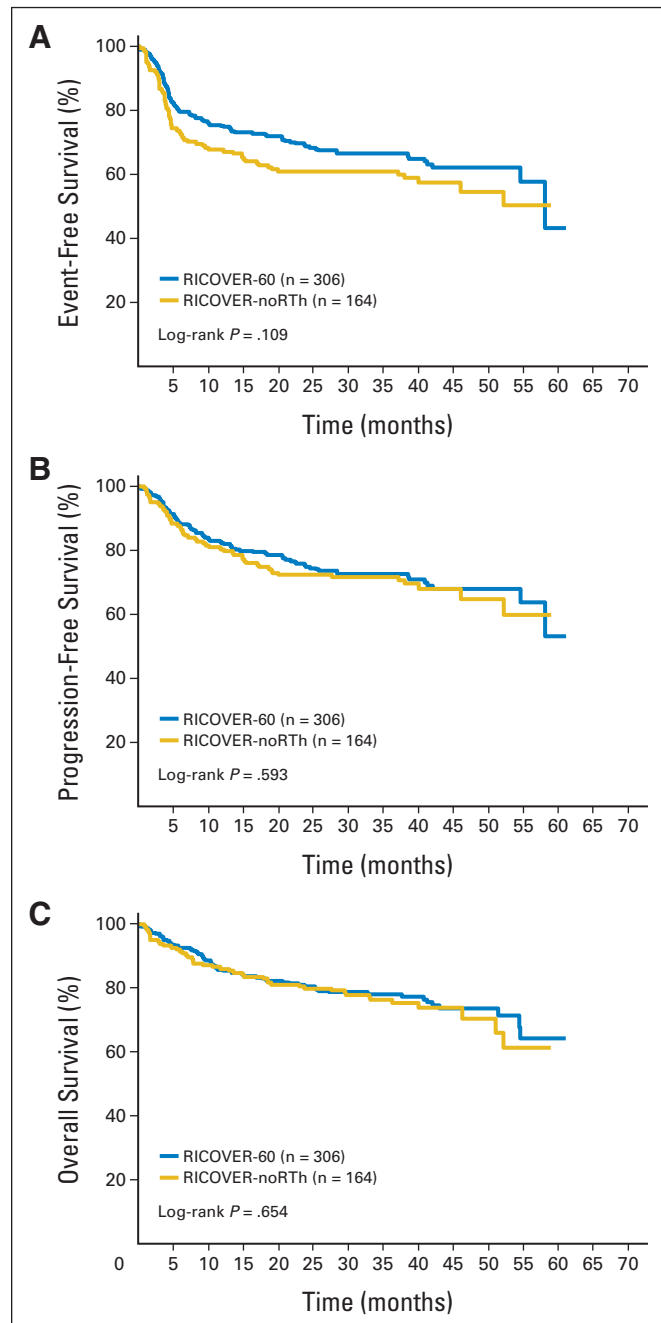 A
Event-Free Survival (%)
100
80
60
40
20
RICOVER-60 (n = 306)
RICOVER-noRTh (n = 164)
Log-rank P = .109
5 10 15 20 25 30 35 40 45 50 55 60 65 70
Time (months)
B
Progression-Free Survival (%)
100
80
60
40
20
RICOVER-60 (n = 306)
RICOVER-noRTh (n = 164)
Log-rank P = .593
5 10 15 20 25 30 35 40 45 50 55 60 65 70
Time (months)
C
Overall Survival (%)
100
80
60
40
20
RICOVER-60 (n = 306)
RICOVER-noRTh (n = 164)
Log-rank P = .654
0 5 10 15 20 25 30 35 40 45 50 55 60 65 70
Time (months)